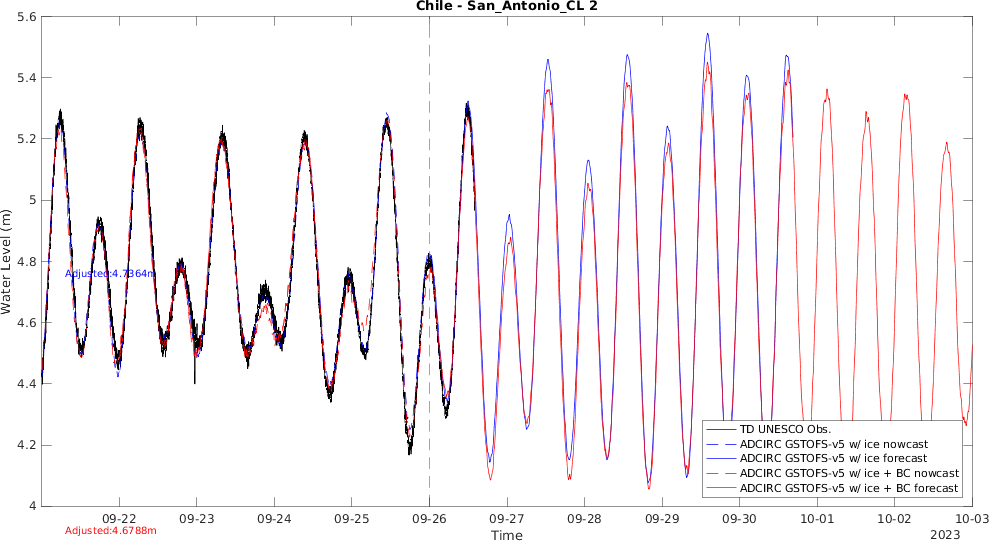 Chile - San_Antonio_CL 2
5.6
5.4
5.2
5
4.8
4.6
4.4
4.2
4
Water Level (m)
Adjusted:4.7364m
Adjusted:4.6788m
TD UNESCO Obs.
ADCIRC GSTOFS-v5 w/ ice nowcast
ADCIRC GSTOFS-v5 w/ ice forecast
ADCIRC GSTOFS-v5 w/ ice + BC nowcast
ADCIRC GSTOFS-v5 w/ ice + BC forecast
09-22 09-23 09-24 09-25 09-26 09-27 09-28 09-29 09-30 10-01 10-02 10-03
Time
2023